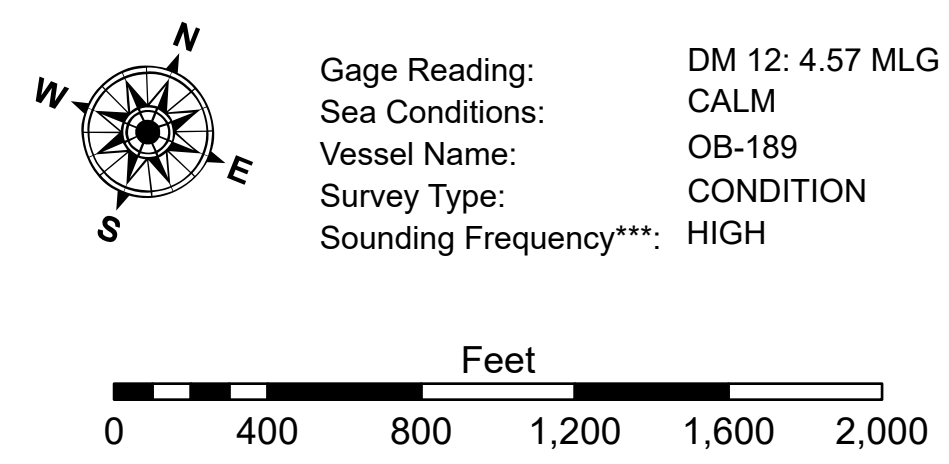 N
W
E
S
Gage Reading: DM 12: 4.57 MLG
Sea Conditions: CALM
Vessel Name: OB-189
Survey Type: CONDITION
Sounding Frequency***: HIGH
Feet
0 400 800 1,200 1,600 2,000